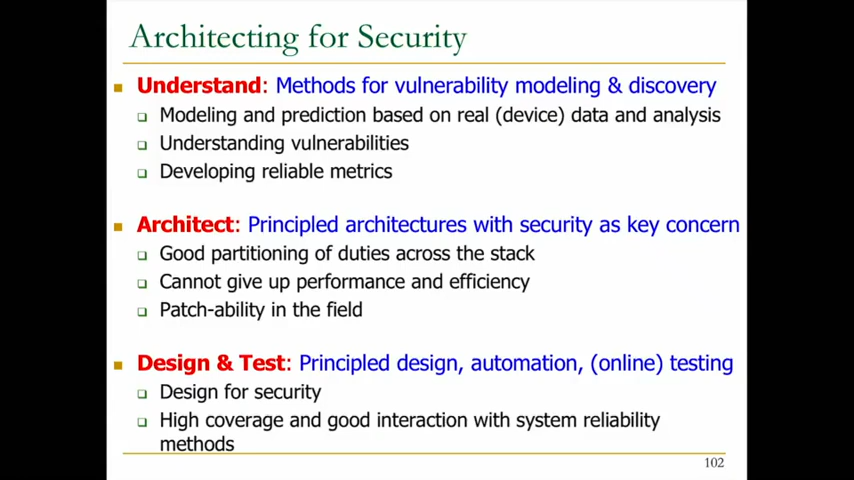 Architecting for Security
Understand: Methods for vulnerability modeling & discovery
Modeling and prediction based on real (device) data and analysis
Understanding vulnerabilities
Developing reliable metrics
Architect: Principled architectures with security as key concern
Good partitioning of duties across the stack
Cannot give up performance and efficiency
Patch-ability in the field
Design & Test: Principled design, automation, (online) testing
Design for security
High coverage and good interaction with system reliability
methods
102